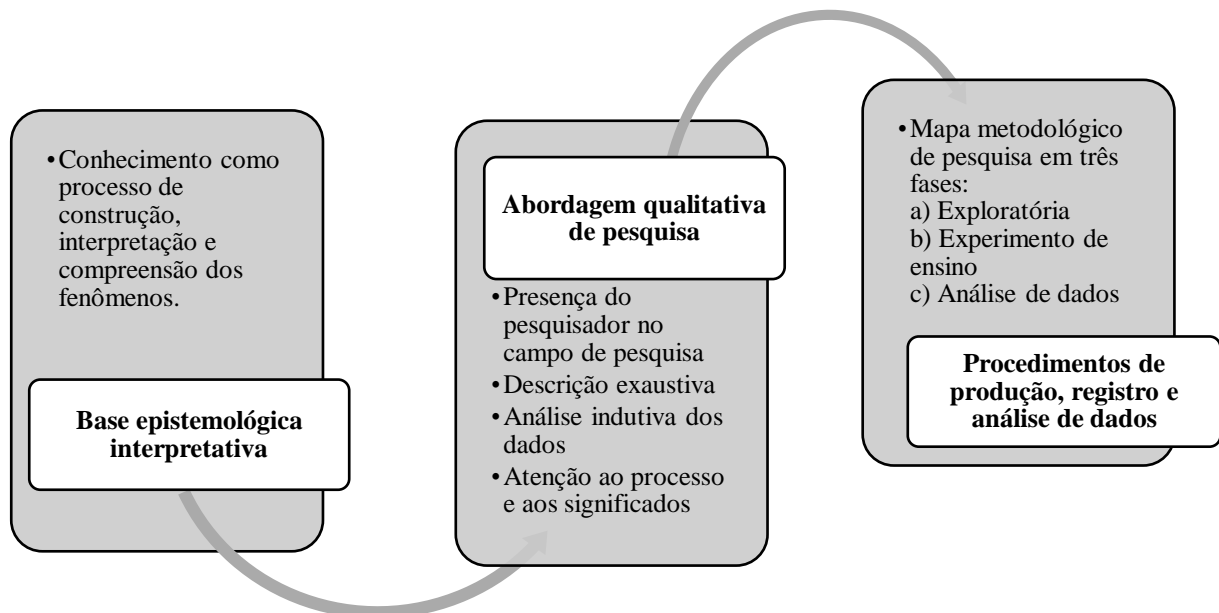 •Conhecimento como
processo de
construção,
interpretação e
compreensão dos
fenômenos.
Base epistemológica
interpretativa
Abordagem qualitativa
de pesquisa
•Presença do
pesquisador no
campo de pesquisa
•Descrição exaustiva
•Análise indutiva dos
dados
•Atenção ao processo
e aos significados
•Mapa metodológico
de pesquisa em três
fases:
a) Exploratória
b) Experimento de
ensino
c) Análise de dados
Procedimentos de
produção, registro e
análise de dados